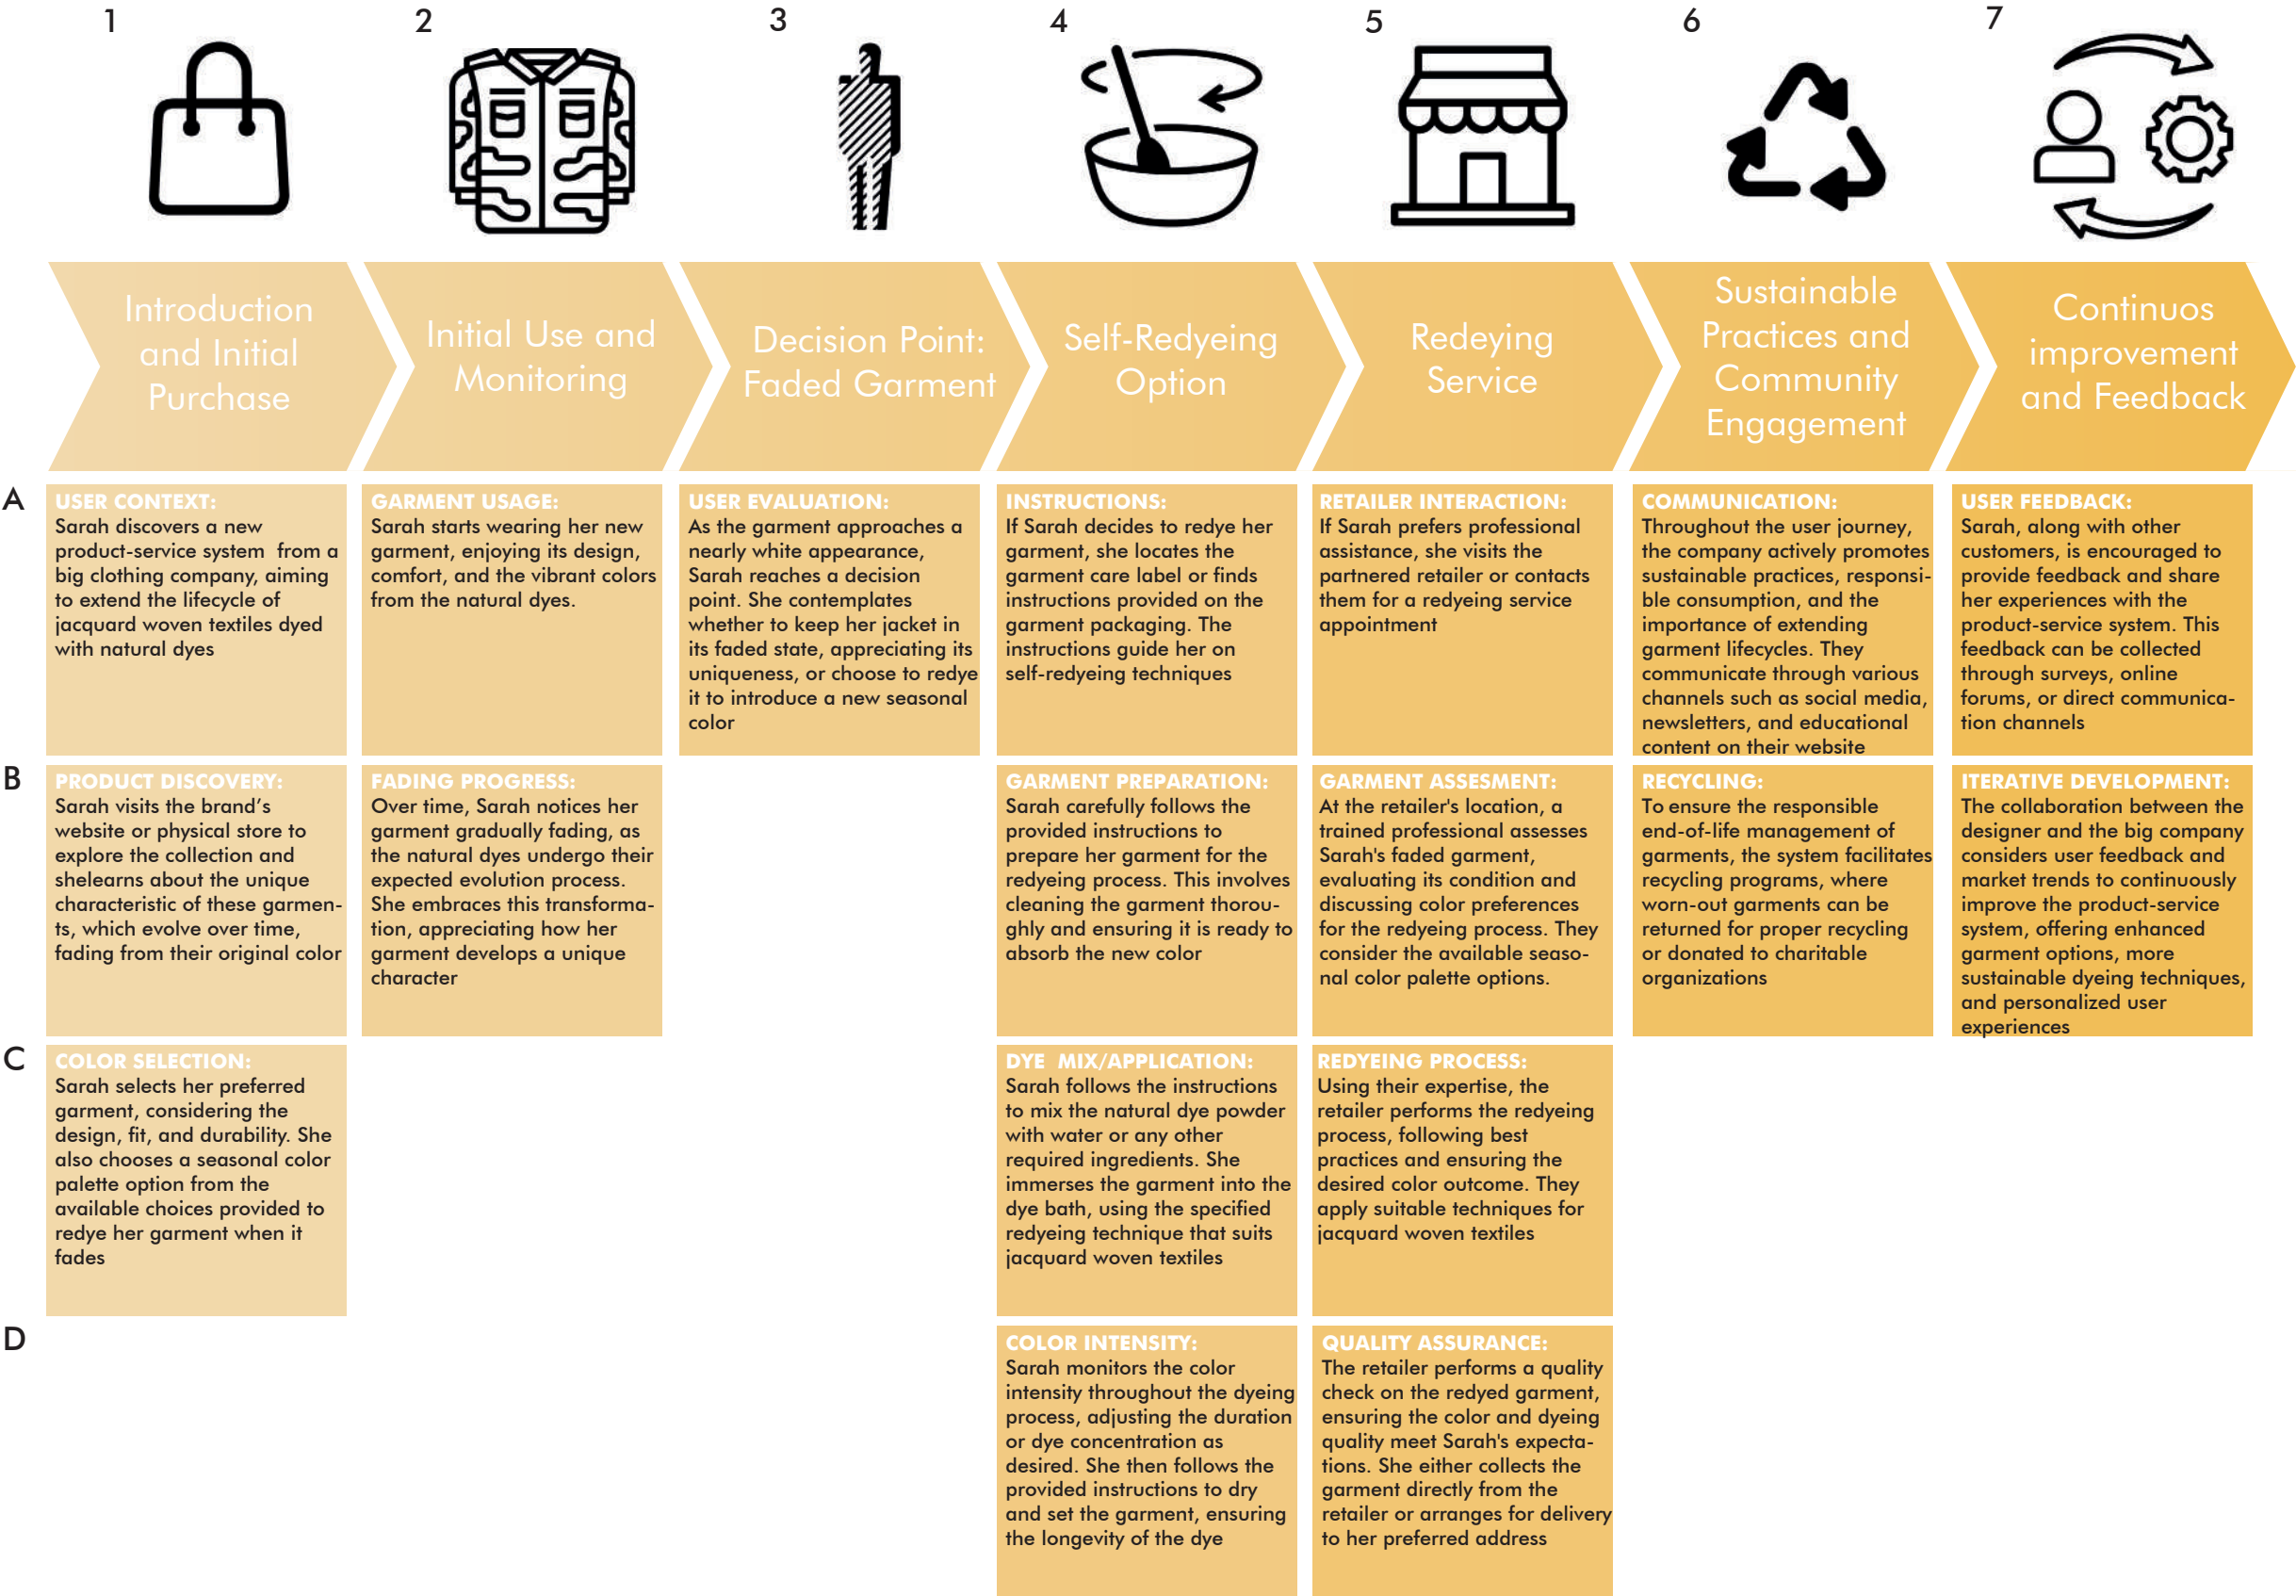 1
2
3
4
5
6
7
Introduction
and Initial
Purchase
Initial Use and
Monitoring
Decision Point:
Faded Garment
Self-Redyeing
Option
Redeying
Service
Sustainable
Practices and
Community
Engagement
Continuos
improvement
and Feedback
A
USER CONTEXT:
Sarah discovers a new
product-service system  from a
big clothing company, aiming
to extend the lifecycle of
jacquard woven textiles dyed
with natural dyes
GARMENT USAGE:
Sarah starts wearing her new
garment, enjoying its design,
comfort, and the vibrant colors
from the natural dyes.
USER EVALUATION:
As the garment approaches a
nearly white appearance,
Sarah reaches a decision
point. She contemplates
whether to keep her jacket in
its faded state, appreciating its
uniqueness, or choose to redye
it to introduce a new seasonal
color
INSTRUCTIONS:
If Sarah decides to redye her
garment, she locates the
garment care label or finds
instructions provided on the
garment packaging. The
instructions guide her on
self-redyeing techniques
RETAILER INTERACTION:
If Sarah prefers professional
assistance, she visits the
partnered retailer or contacts
them for a redyeing service
appointment
COMMUNICATION:
Throughout the user journey,
the company actively promotes
sustainable practices, responsi-
ble consumption, and the
importance of extending
garment lifecycles. They
communicate through various
channels such as social media,
newsletters, and educational
content on their website
USER FEEDBACK:
Sarah, along with other
customers, is encouraged to
provide feedback and share
her experiences with the
product-service system. This
feedback can be collected
through surveys, online
forums, or direct communica-
tion channels
B
PRODUCT DISCOVERY:
Sarah visits the brand's
website or physical store to
explore the collection and
shelearns about the unique
characteristic of these garmen-
ts, which evolve over time,
fading from their original color
FADING PROGRESS:
Over time, Sarah notices her
garment gradually fading, as
the natural dyes undergo their
expected evolution process.
She embraces this transforma-
tion, appreciating how her
garment develops a unique
character
GARMENT PREPARATION:
Sarah carefully follows the
provided instructions to
prepare her garment for the
redyeing process. This involves
cleaning the garment thorou-
ghly and ensuring it is ready to
absorb the new color
GARMENT ASSESMENT:
At the retailer's location, a
trained professional assesses
Sarah's faded garment,
evaluating its condition and
discussing color preferences
for the redyeing process. They
consider the available seaso-
nal color palette options.
RECYCLING:
To ensure the responsible
end-of-life management of
garments, the system facilitates
recycling programs, where
worn-out garments can be
returned for proper recycling
or donated to charitable
organizations
ITERATIVE DEVELOPMENT:
The collaboration between the
designer and the big company
considers user feedback and
market trends to continuously
improve the product-service
system, offering enhanced
garment options, more
sustainable dyeing techniques,
and personalized user
experiences
C
COLOR SELECTION:
Sarah selects her preferred
garment, considering the
design, fit, and durability. She
also chooses a seasonal color
palette option from the
available choices provided to
redye her garment when it
fades
DYE  MIX/APPLICATION:
Sarah follows the instructions
to mix the natural dye powder
with water or any other
required ingredients. She
immerses the garment into the
dye bath, using the specified
redyeing technique that suits
jacquard woven textiles
REDYEING PROCESS:
Using their expertise, the
retailer performs the redyeing
process, following best
practices and ensuring the
desired color outcome. They
apply suitable techniques for
jacquard woven textiles
D
COLOR INTENSITY:
Sarah monitors the color
intensity throughout the dyeing
process, adjusting the duration
or dye concentration as
desired. She then follows the
provided instructions to dry
and set the garment, ensuring
the longevity of the dye
QUALITY ASSURANCE:
The retailer performs a quality
check on the redyed garment,
ensuring the color and dyeing
quality meet Sarah's expecta-
tions. She either collects the
garment directly from the
retailer or arranges for delivery
to her preferred address